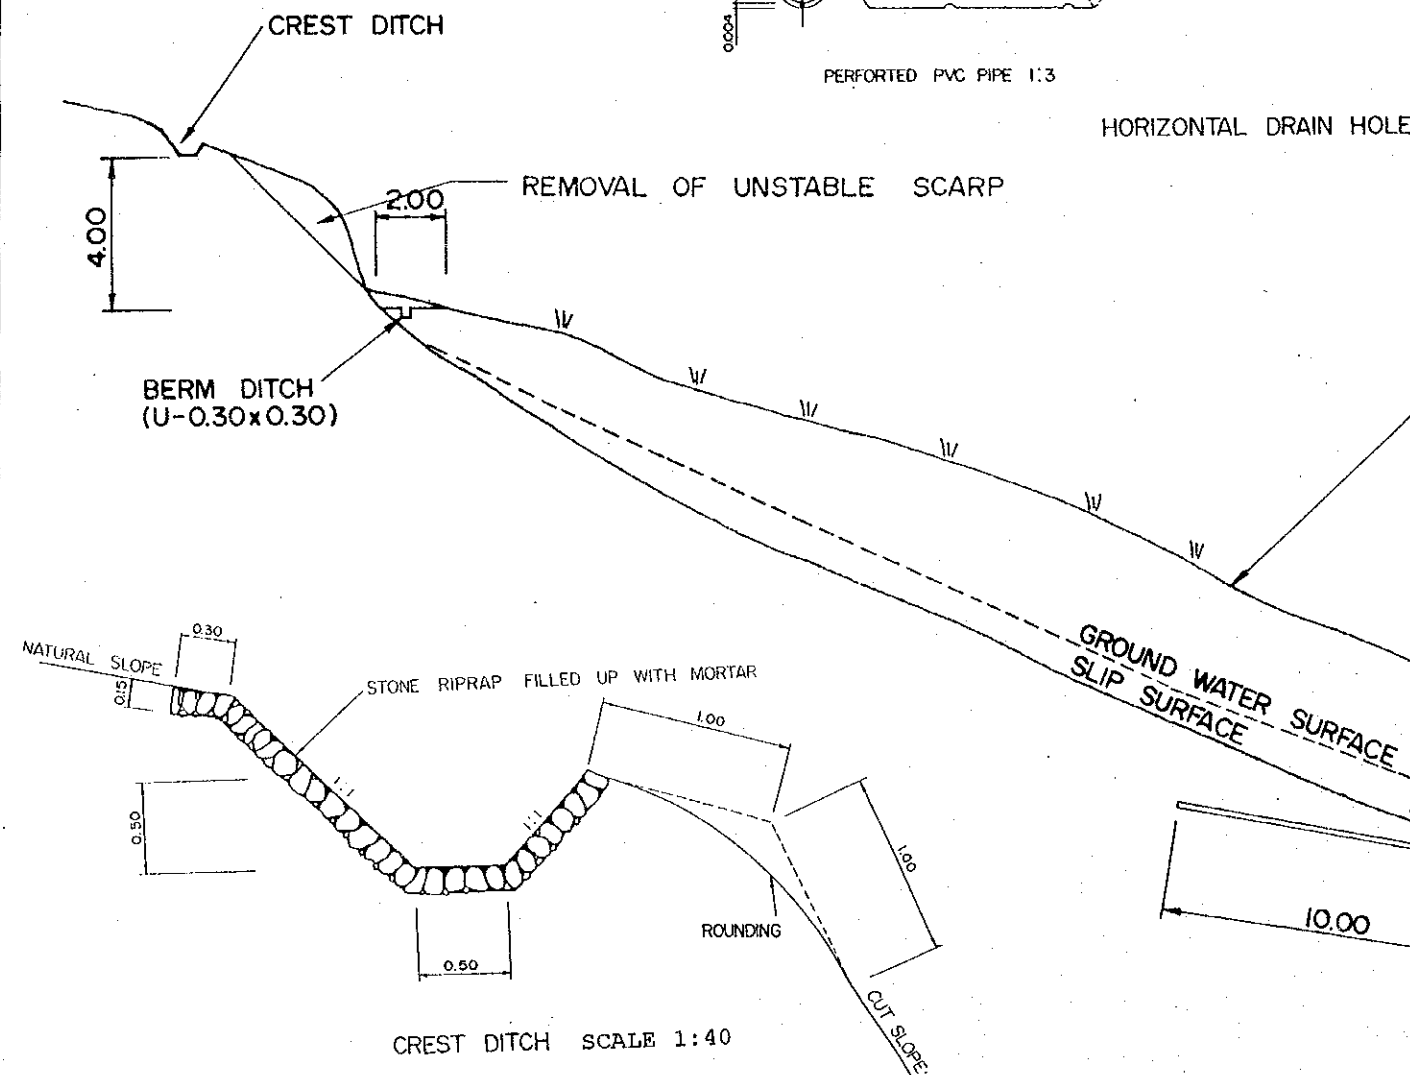 CREST DITCH
0.004
PERFORTED PVC PIPE 1:3
HORIZONTAL DRAIN HOLE
REMOVAL OF UNSTABLE SCARP
2.00
4.00
BERM DITCH
(U-0.30x0.30)
GROUND WATER SURFACE
SLIP SURFACE
10.00
NATURAL SLOPE
0.30
0.15
STONE RIPRAP FILLED UP WITH MORTAR
1:1
1:1
0.50
0.50
1.00
1.00
ROUNDING
CUT SLOPE
CREST DITCH SCALE 1:40